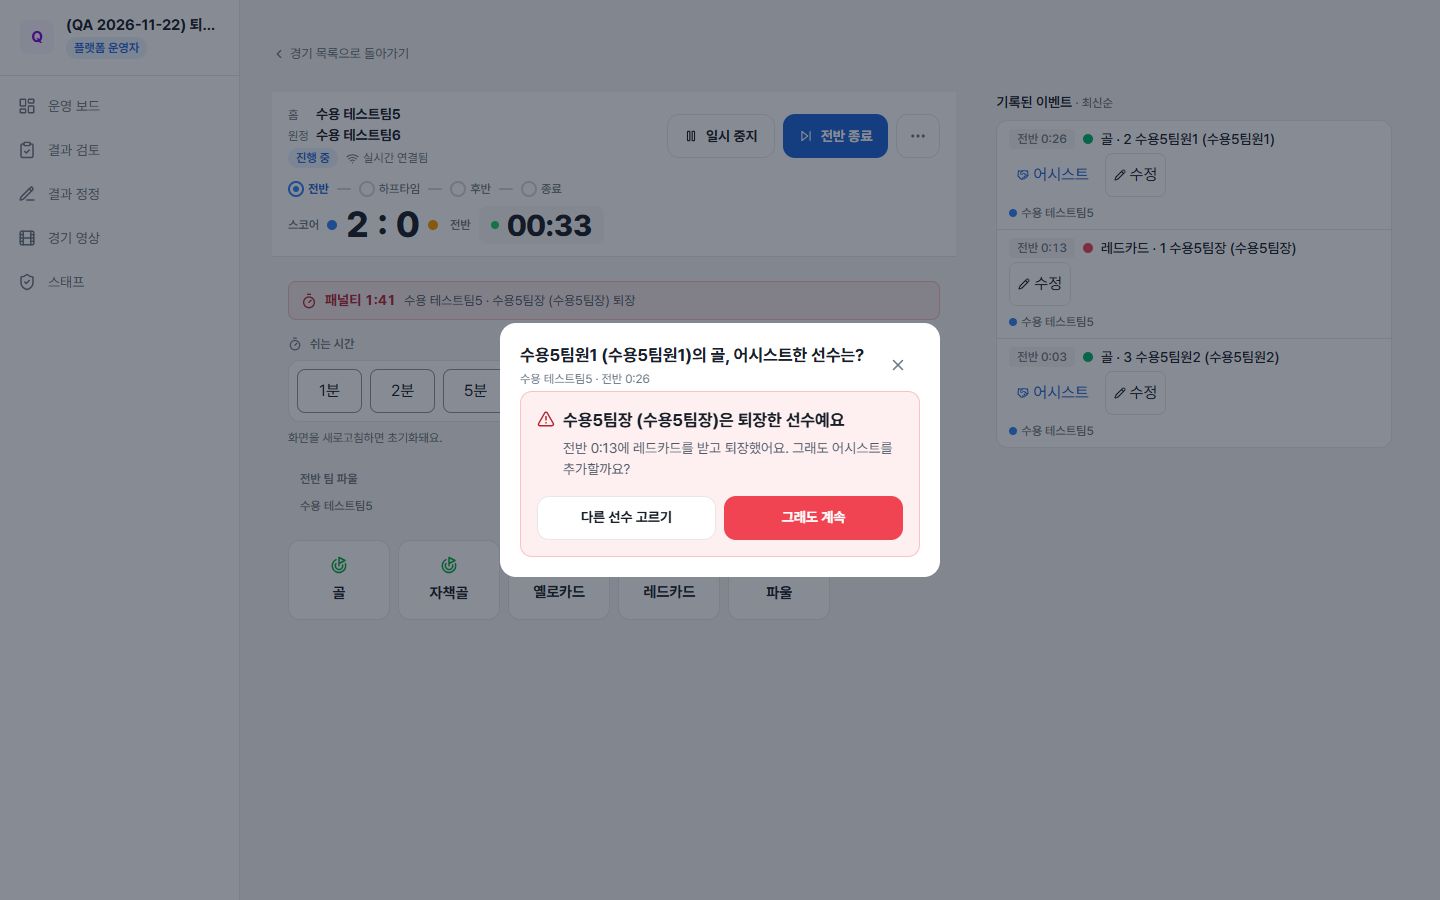 Q
(QA 2026-11-22) 퇴...
플랫폼 운영자
운영 보드
결과 검토
결과 정정
경기 영상
스태프
경기 목록으로 돌아가기
홈 수용 테스트팀5
원정 수용 테스트팀6
진행 중 실시간 연결됨
일시 중지
전반 종료
전반 하프타임 후반 종료
스코어 2 : 0 전반 00:33
패널티 1:41 수용 테스트팀5 · 수용5팀장 (수용5팀장) 퇴장
쉬는 시간
1분 2분 5분
화면을 새로고침하면 초기화돼요.
전반 팀 파울
수용 테스트팀5
골 자책골 옐로카드 레드카드 파울
수용5팀원1 (수용5팀원1)의 골, 어시스트한 선수는?
수용 테스트팀5 · 전반 0:26
수용5팀장 (수용5팀장)은 퇴장한 선수예요
전반 0:13에 레드카드를 받고 퇴장했어요. 그래도 어시스트를
추가할까요?
다른 선수 고르기 그래도 계속
기록된 이벤트 · 최신순
전반 0:26 골 · 2 수용5팀원1 (수용5팀원1)
어시스트 수정
수용 테스트팀5
전반 0:13 레드카드 · 1 수용5팀장 (수용5팀장)
수정
수용 테스트팀5
전반 0:03 골 · 3 수용5팀원2 (수용5팀원2)
어시스트 수정
수용 테스트팀5